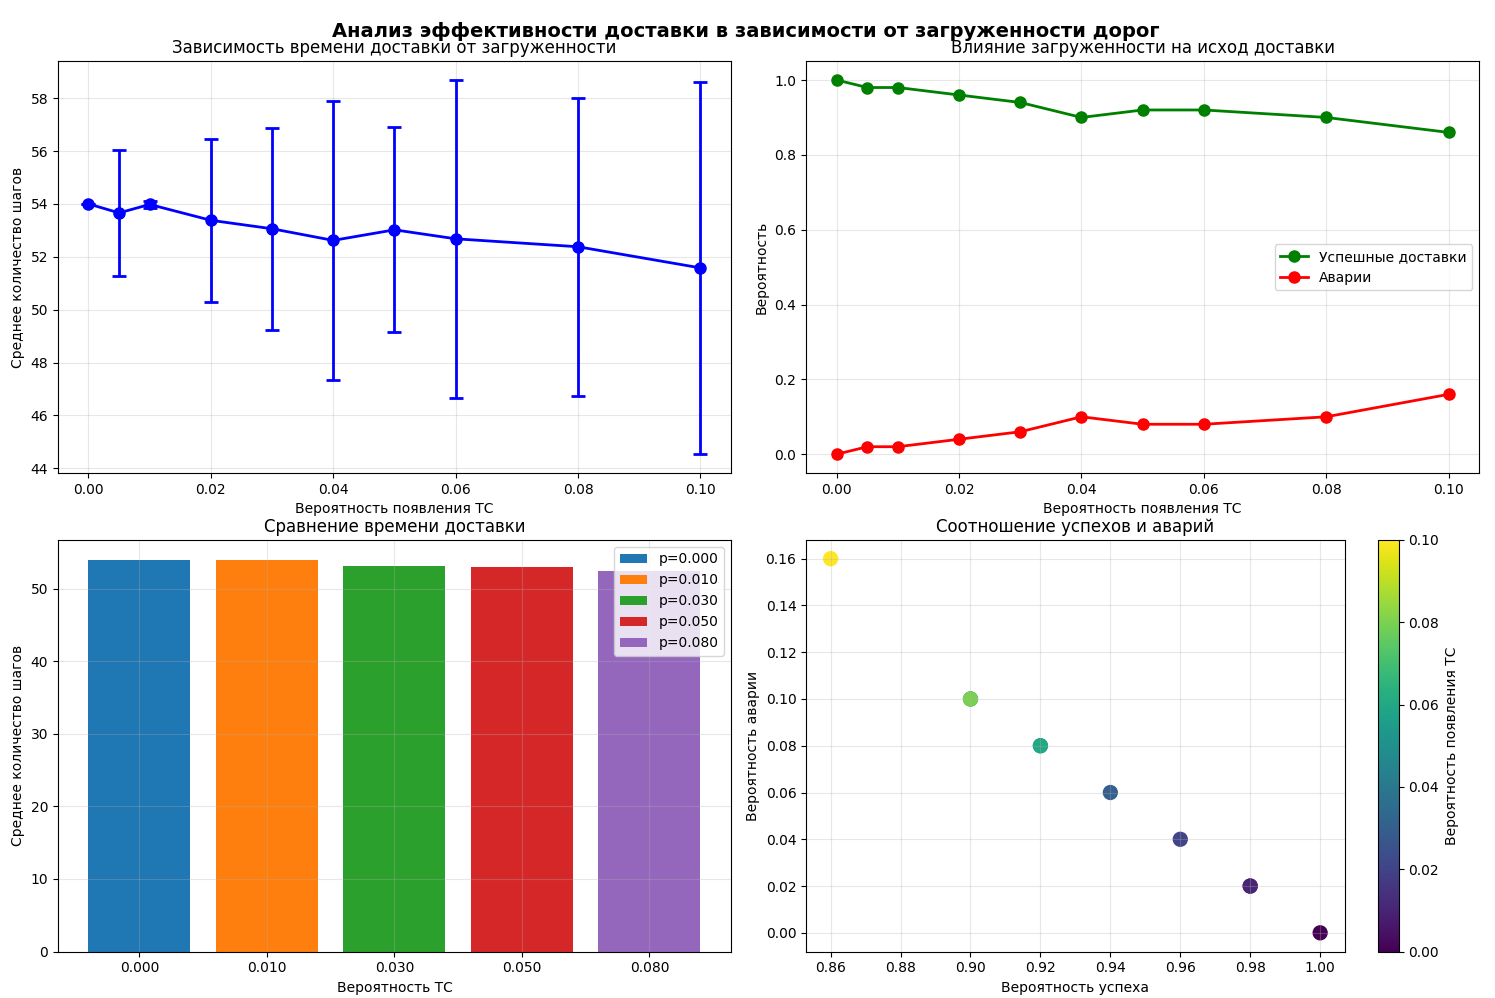 Анализ эффективности доставки в зависимости от загруженности дорог
Зависимость времени доставки от загруженности
Среднее количество шагов
58
56
54
52
50
48
46
44
0.00 0.02 0.04 0.06 0.08 0.10
Вероятность появления ТС
Влияние загруженности на исход доставки
Вероятность
1.0
0.8
0.6
0.4
0.2
0.0
Успешные доставки
Аварии
0.00 0.02 0.04 0.06 0.08 0.10
Вероятность появления ТС
Сравнение времени доставки
Среднее количество шагов
50
40
30
20
10
0
p=0.000
p=0.010
p=0.030
p=0.050
p=0.080
0.000 0.010 0.030 0.050 0.080
Вероятность ТС
Соотношение успехов и аварий
Вероятность аварии
0.16
0.14
0.12
0.10
0.08
0.06
0.04
0.02
0.00
0.86 0.88 0.90 0.92 0.94 0.96 0.98 1.00
Вероятность успеха
0.10
0.08
0.06
0.04
0.02
0.00
Вероятность появления ТС